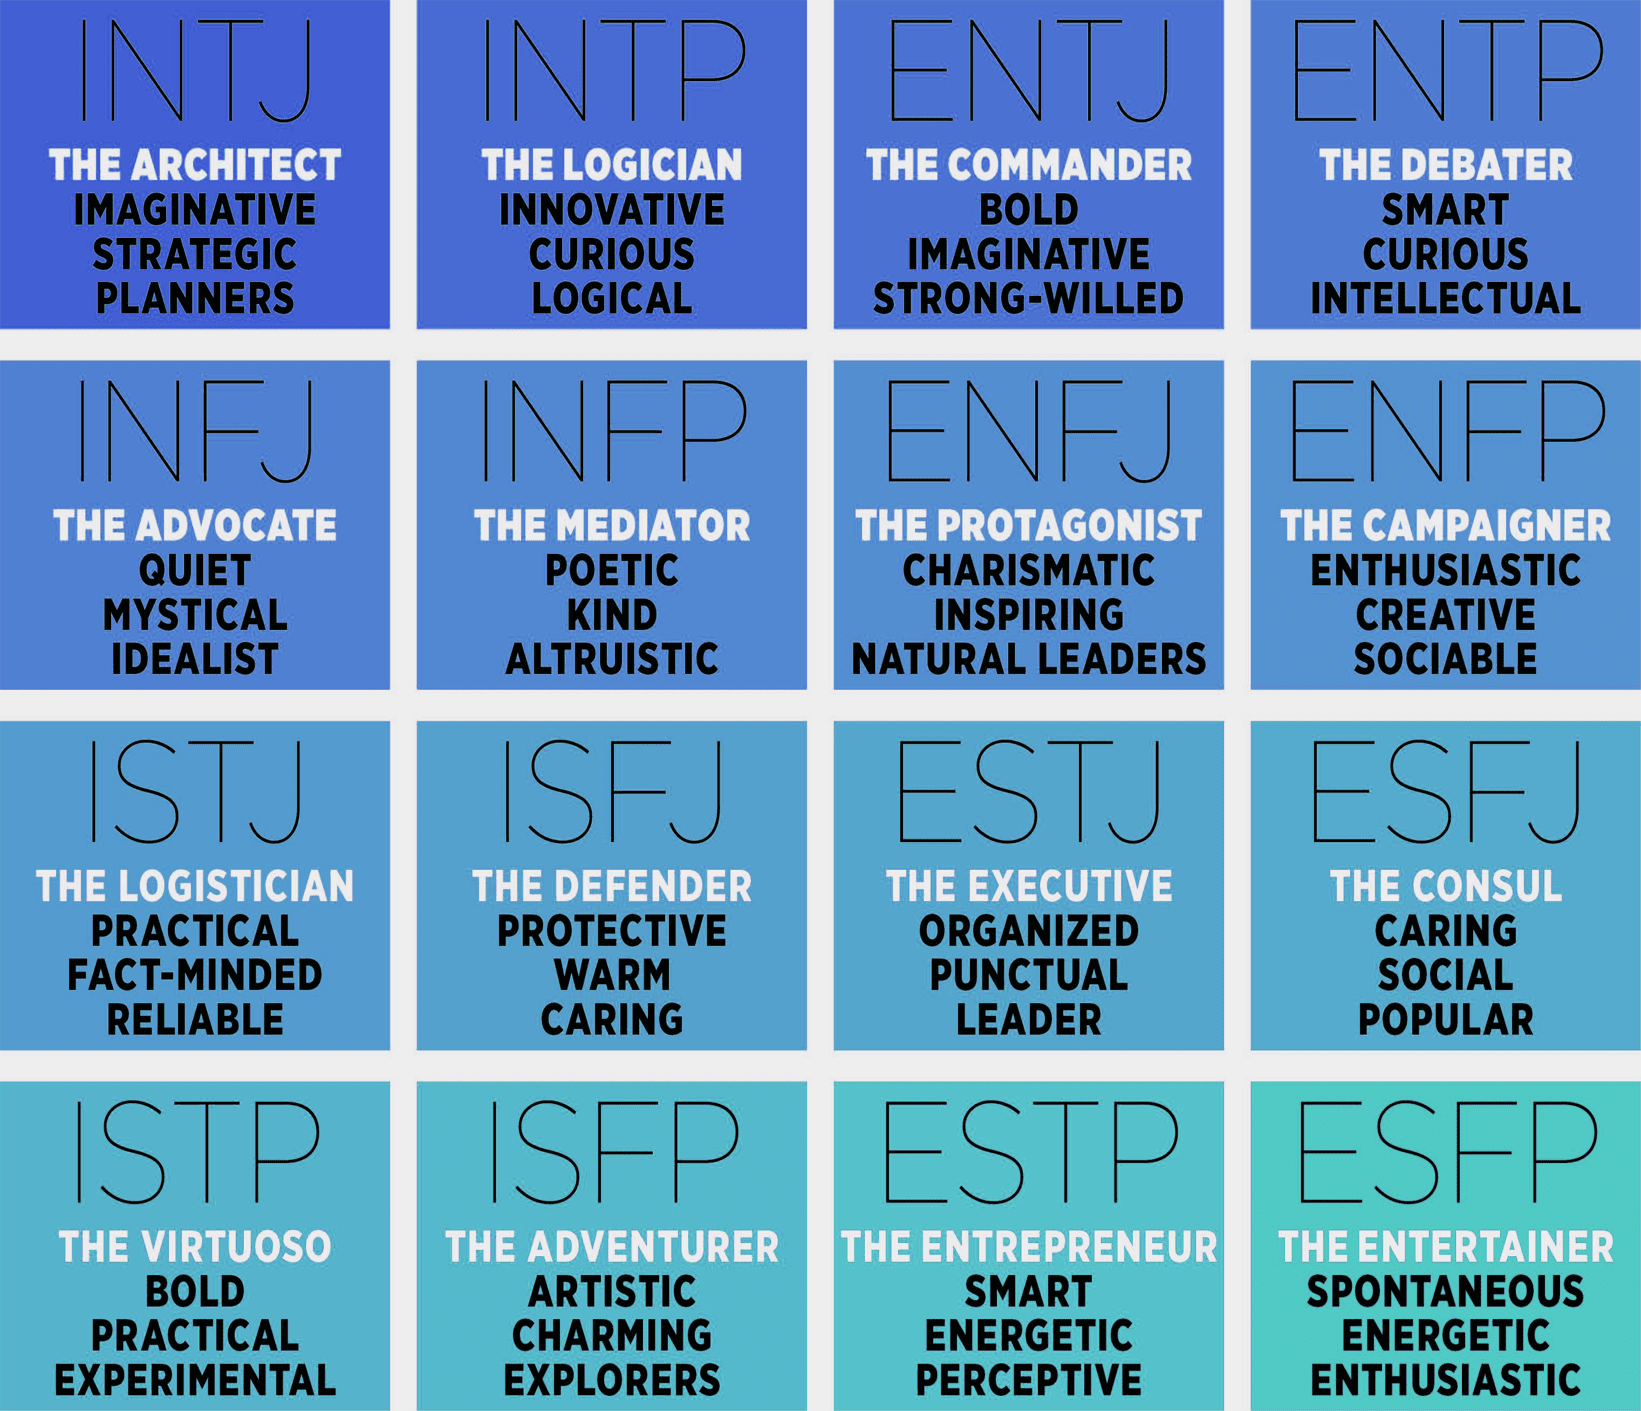 INTJ
THE ARCHITECT
IMAGINATIVE
STRATEGIC
PLANNERS
INTP
THE LOGICIAN
INNOVATIVE
CURIOUS
LOGICAL
ENTJ
THE COMMANDER
BOLD
IMAGINATIVE
STRONG-WILLED
ENTP
THE DEBATER
SMART
CURIOUS
INTELLECTUAL
INFJ
THE ADVOCATE
QUIET
MYSTICAL
IDEALIST
INFP
THE MEDIATOR
POETIC
KIND
ALTRUISTIC
ENFJ
THE PROTAGONIST
CHARISMATIC
INSPIRING
NATURAL LEADERS
ENFP
THE CAMPAIGNER
ENTHUSIASTIC
CREATIVE
SOCIABLE
ISTJ
THE LOGISTICIAN
PRACTICAL
FACT-MINDED
RELIABLE
ISFJ
THE DEFENDER
PROTECTIVE
WARM
CARING
ESTJ
THE EXECUTIVE
ORGANIZED
PUNCTUAL
LEADER
ESFJ
THE CONSUL
CARING
SOCIAL
POPULAR
ISTP
THE VIRTUOSO
BOLD
PRACTICAL
EXPERIMENTAL
ISFP
THE ADVENTURER
ARTISTIC
CHARMING
EXPLORERS
ESTP
THE ENTREPRENEUR
SMART
ENERGETIC
PERCEPTIVE
ESFP
THE ENTERTAINER
SPONTANEOUS
ENERGETIC
ENTHUSIASTIC